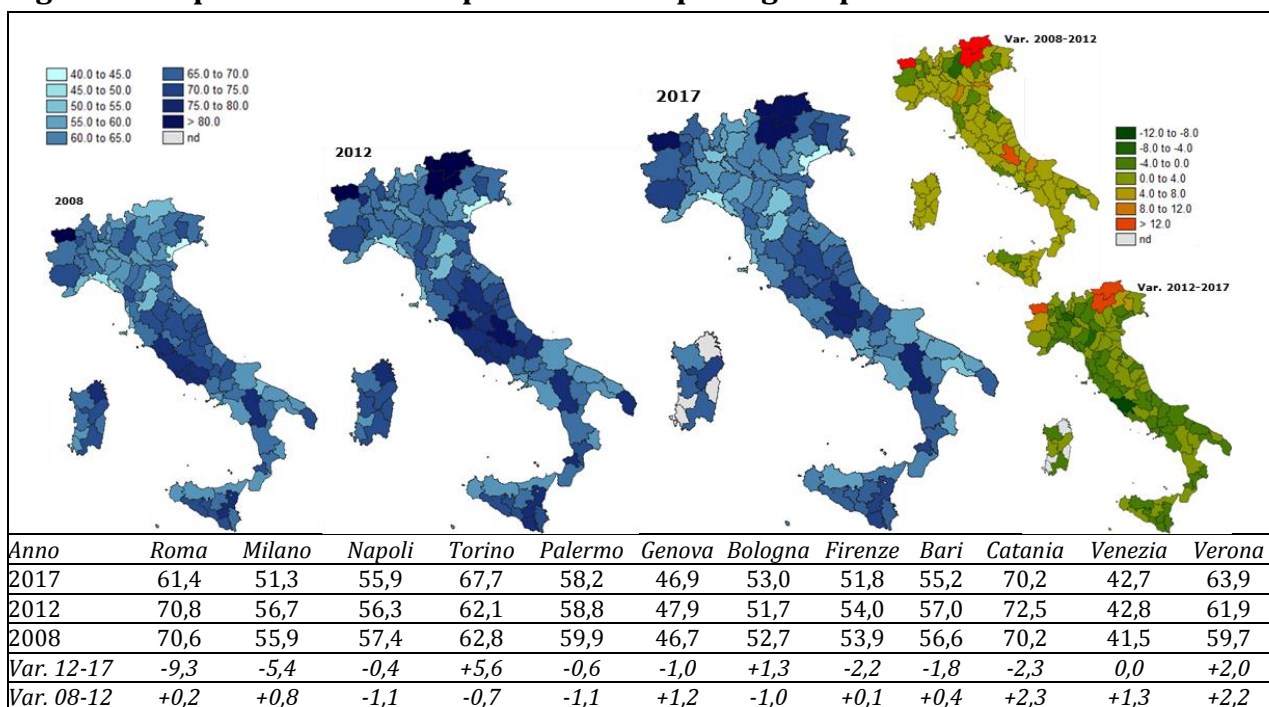 40.0 to 45.0
45.0 to 50.0
50.0 to 55.0
55.0 to 60.0
60.0 to 65.0
65.0 to 70.0
70.0 to 75.0
75.0 to 80.0
> 80.0
nd
2008
2012
2017
Var. 2008-2012
-12.0 to -8.0
-8.0 to -4.0
-4.0 to 0.0
0.0 to 4.0
4.0 to 8.0
8.0 to 12.0
> 12.0
nd
Var. 2012-2017
Anno Roma Milano Napoli Torino Palermo Genova Bologna Firenze Bari Catania Venezia Verona
2017 61,4 51,3 55,9 67,7 58,2 46,9 53,0 51,8 55,2 70,2 42,7 63,9
2012 70,8 56,7 56,3 62,1 58,8 47,9 51,7 54,0 57,0 72,5 42,8 61,9
2008 70,6 55,9 57,4 62,8 59,9 46,7 52,7 53,9 56,6 70,2 41,5 59,7
Var. 12-17 -9,3 -5,4 -0,4 +5,6 -0,6 -1,0 +1,3 -2,2 -1,8 -2,3 0,0 +2,0
Var. 08-12 +0,2 +0,8 -1,1 -0,7 -1,1 +1,2 -1,0 +0,1 +0,4 +2,3 +1,3 +2,2